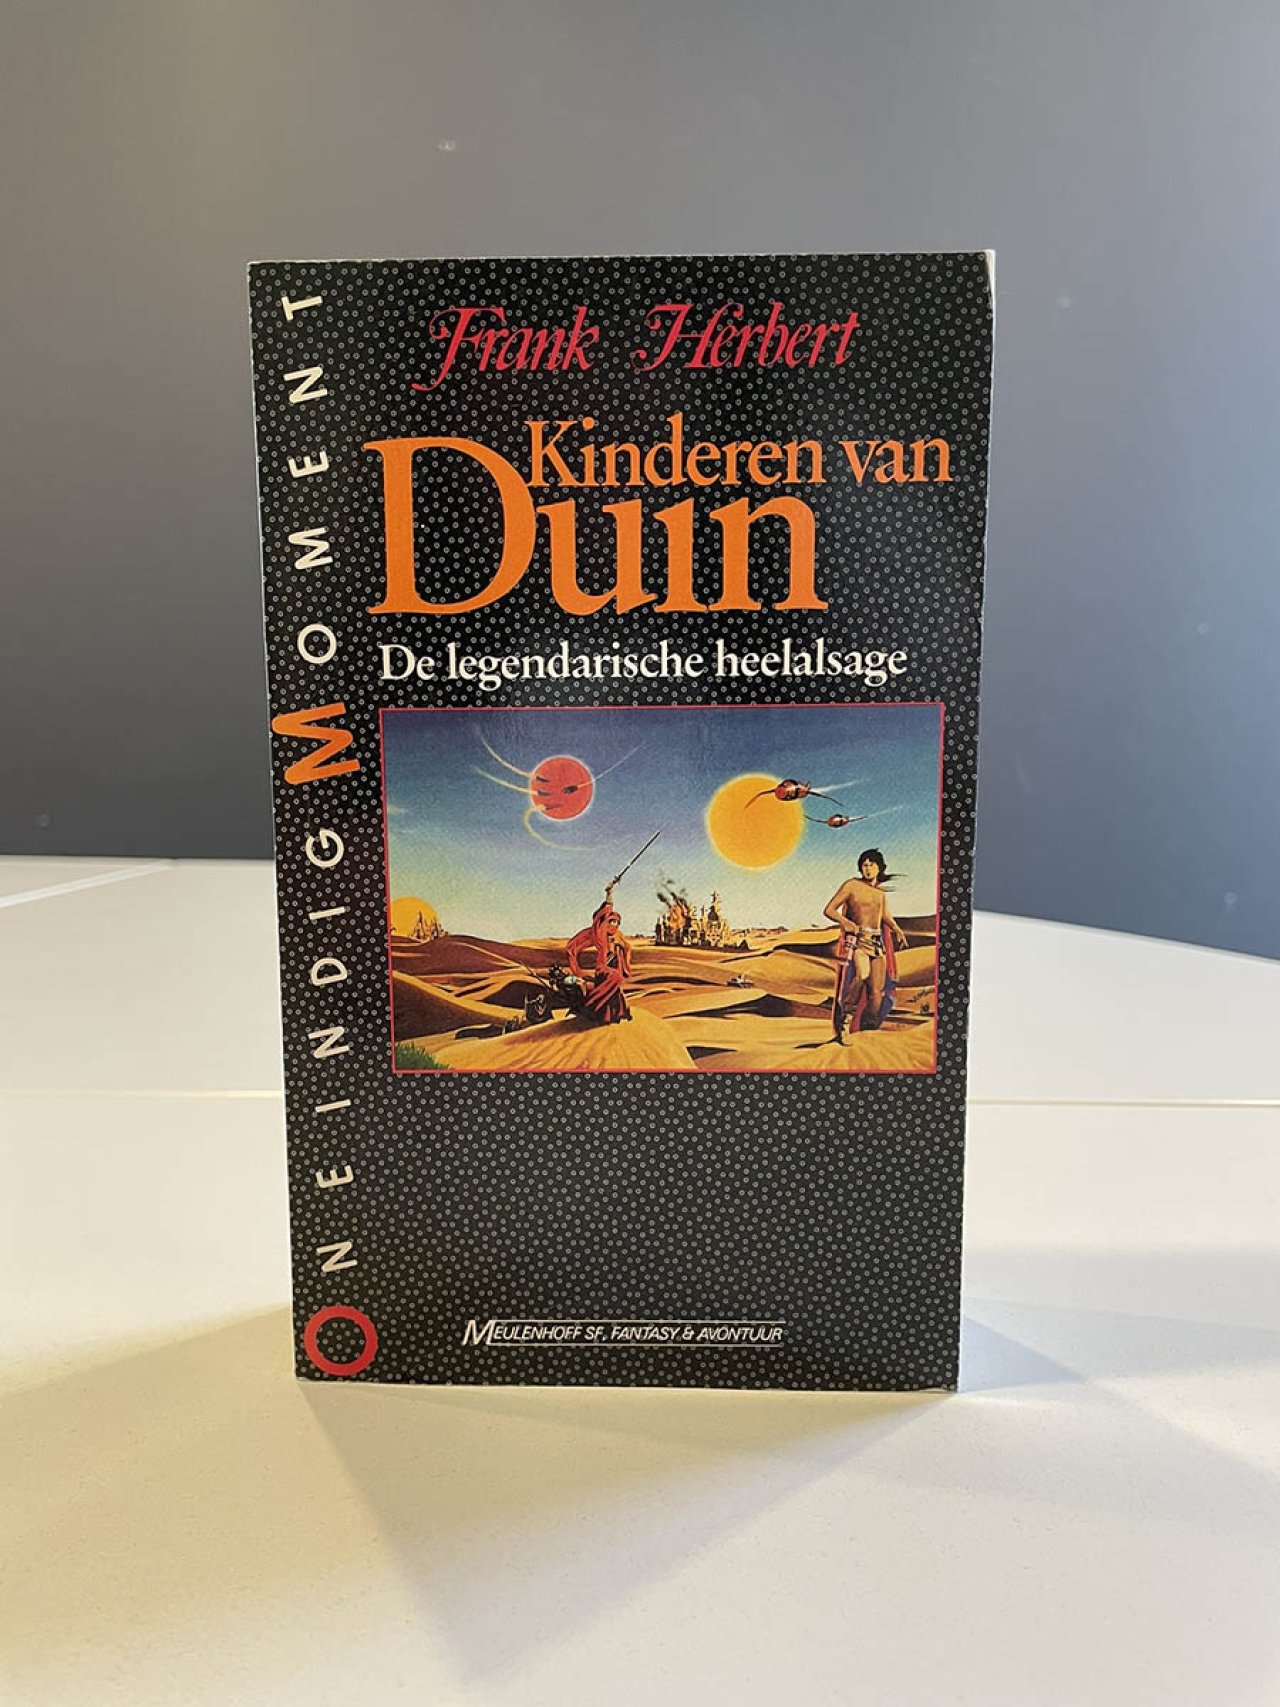 Frank Herbert
Kinderen van
Duin
De legendarische heelalsage
ONEINDIG MOMENT
MEULENHOFF SF, FANTASY & AVONTUUR